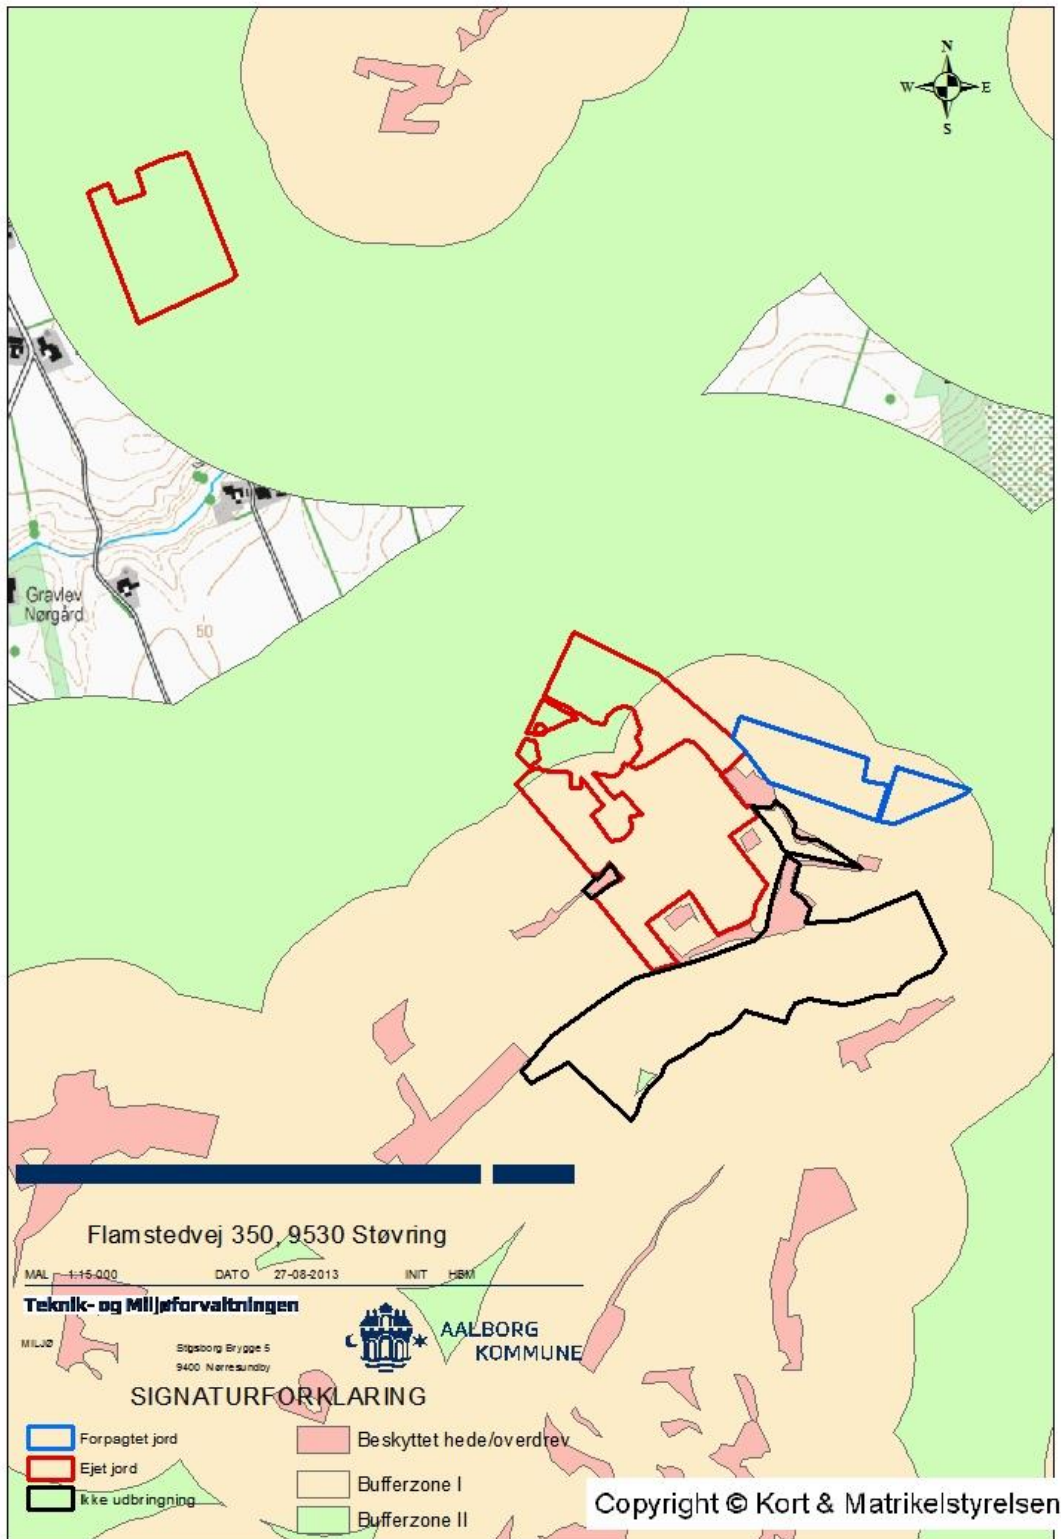 N
W E
S
Gravlev
Nørgård
50
Flamstedvej 350, 9530 Støvring
MAL 1:15.000 DATO 27-08-2013 INIT HBM
Teknik- og Miljøforvaltningen
MILJØ
Stigsborg Brygge 5
9400 Nørresundby
AALBORG
KOMMUNE
SIGNATURFORKLARING
Forpagtet jord
Ejet jord
Ikke udbringning
Beskyttet hede/overdrev
Bufferzone I
Bufferzone II
Copyright © Kort & Matrikelstyrelsen